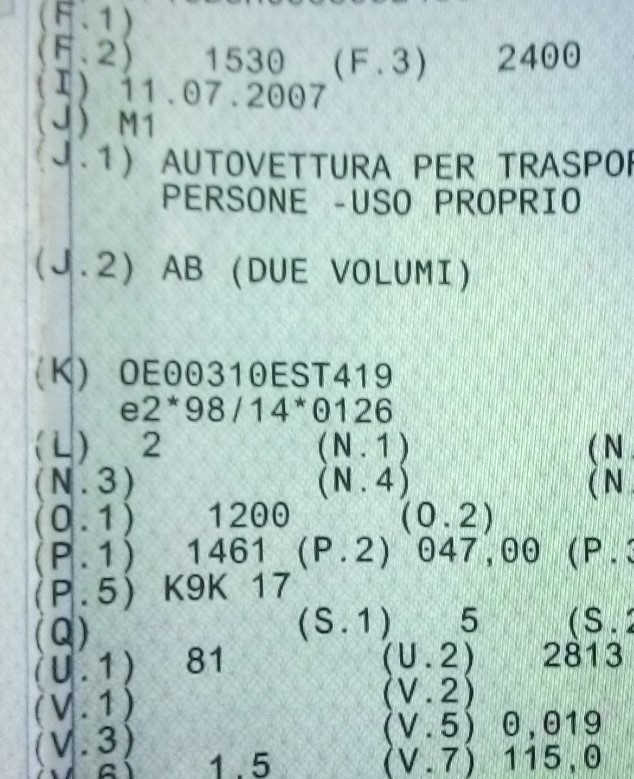 (F.1)
(F.2) 1530 (F.3) 2400
(I) 11.07.2007
(J) M1
(J.1) AUTOVETTURA PER
PERSONE -USO PROPRIO
(J.2) AB (DUE VOLUMI)
(K) OE00310EST419
e2*98/14*0126
(L) 2 (N.1) (N.
(N.3) (N.4) (N.
(O.1) 1200 (O.2)
(P.1) 1461 (P.2) 047,00 (P.3
(P.5) K9K 17
(Q) (S.1) 5 (S.2
(U.1) 81 (U.2) 2813
(V.1) (V.2)
(V.3) (V.5) 0,019
1,5 (V.7) 115,0